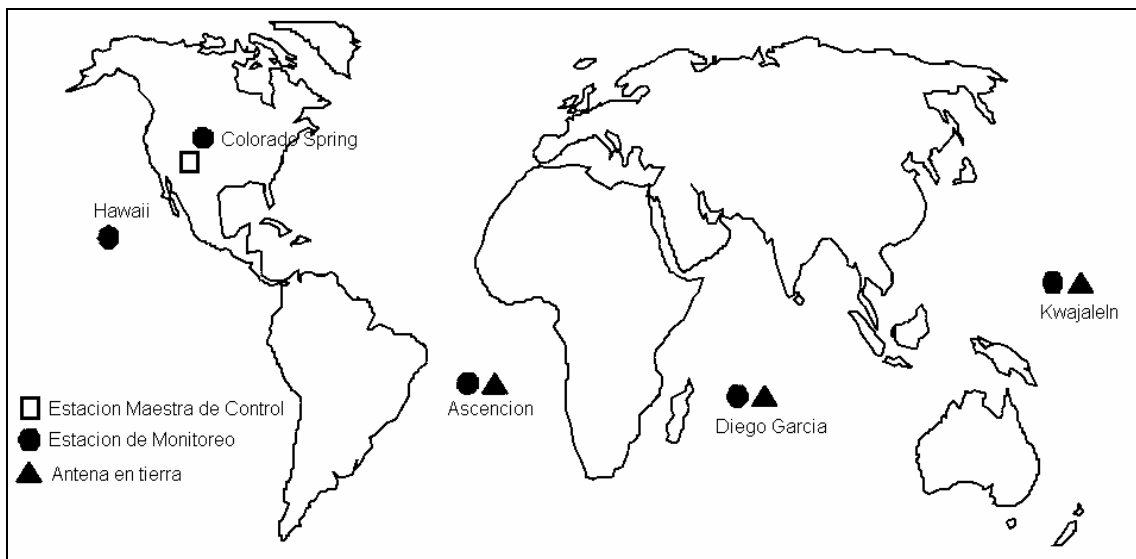 Colorado Spring
Hawaii
Kwajaleln
Ascencion
Diego Garcia
Estacion Maestra de Control
Estacion de Monitoreo
Antena en tierra